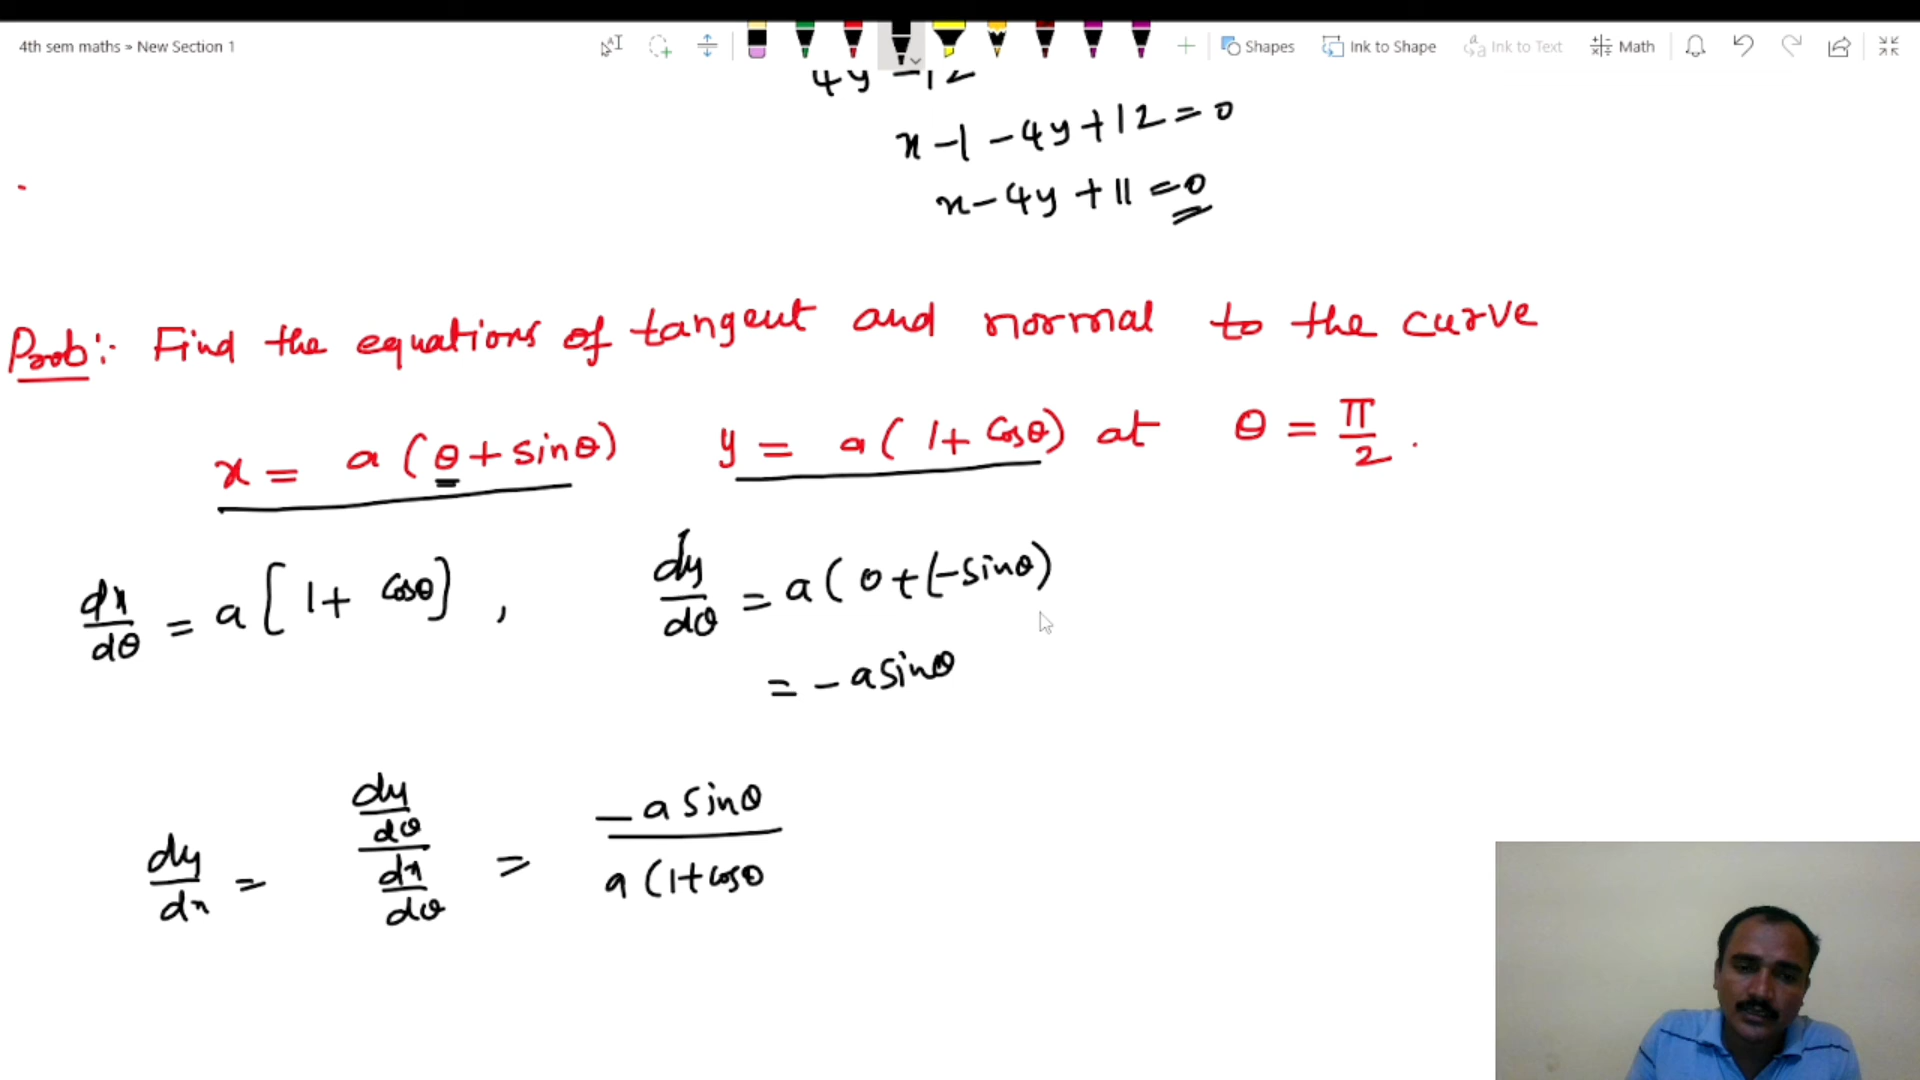 4th sem maths » New Section 1
Shapes Ink to Shape Ink to Text Math
4y - 12
x - 1 - 4y + 12 = 0
x - 4y + 11 = 0
Prob:- Find the equations of tangent and normal to the curve
x = a(θ + sinθ) y = a(1 + Cosθ) at θ = π/2 .
dx/dθ = a[1 + Cosθ] , dy/dθ = a(0 + (-sinθ)
= - a sinθ
dy/dx = dy/dθ / dx/dθ = - a sinθ / a(1+cosθ